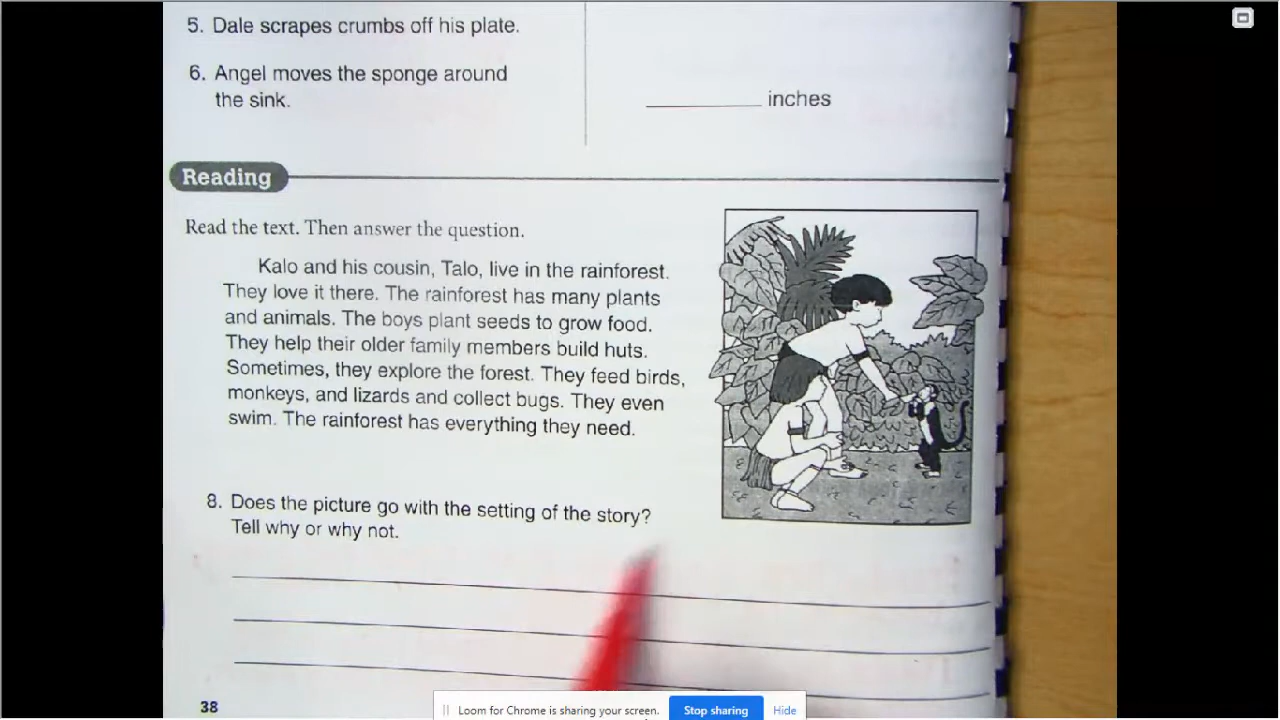 5. Dale scrapes crumbs off his plate.
6. Angel moves the sponge around
the sink.
________ inches
Reading
Read the text. Then answer the question.
Kalo and his cousin, Talo, live in the rainforest.
They love it there. The rainforest has many plants
and animals. The boys plant seeds to grow food.
They help their older family members build huts.
Sometimes, they explore the forest. They feed birds,
monkeys, and lizards and collect bugs. They even
swim. The rainforest has everything they need.
8. Does the picture go with the setting of the story?
Tell why or why not.
38
Loom for Chrome is sharing your screen.
Stop sharing
Hide